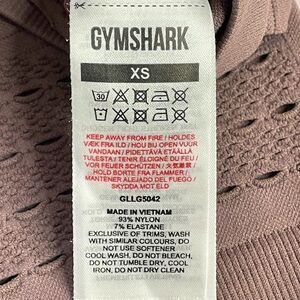 GYMSHARK
XS
30
KEEP AWAY FROM FIRE / HOLDES
VÆK FRA ILD / HOU BIJ OPEN VUUR
VANDAAN / PIDETTÄVÄ ETÄÄLLÄ
TULESTA / TENIR ÉLOIGNÉ DU FEU /
VOR FEUER SCHÜTZEN / 火気厳禁 /
HOLD BORTE FRA FLAMMER /
MANTENER ALEJADO DEL FUEGO /
SKYDDA MOT ELD
GLLG5042
MADE IN VIETNAM
93% NYLON
7% ELASTANE
EXCLUSIVE OF TRIMS, WASH
WITH SIMILAR COLOURS, DO
NOT USE FABRIC SOFTENER
COOL WASH, DO NOT BLEACH,
DO NOT TUMBLE DRY, COOL
IRON, DO NOT DRY CLEAN